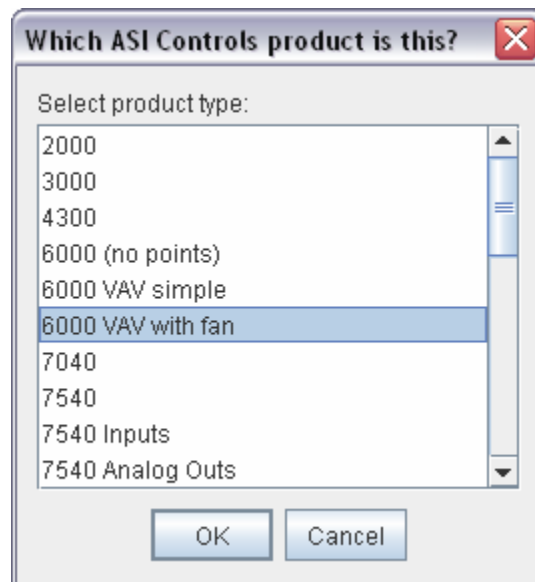 Which ASI Controls product is this?
Select product type:
2000
3000
4300
6000 (no points)
6000 VAV simple
6000 VAV with fan
7040
7540
7540 Inputs
7540 Analog Outs
OK Cancel